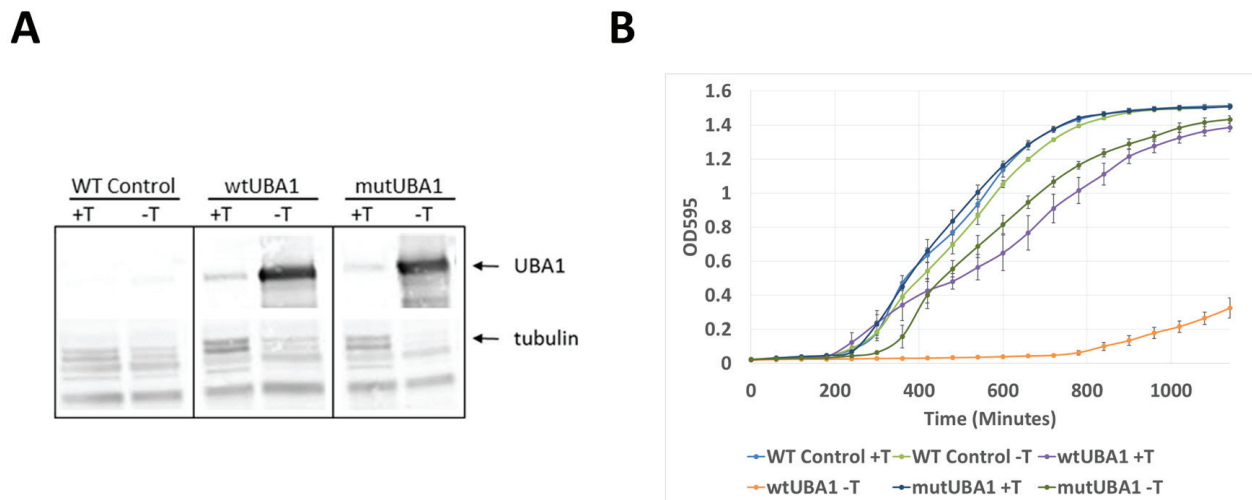 A
WT Control wtUBA1 mutUBA1
+T -T +T -T +T -T
UBA1
tubulin
B
1.6
1.4
1.2
1
0.8
0.6
0.4
0.2
0
OD595
0 200 400 600 800 1000
Time (Minutes)
WT Control +T WT Control -T wtUBA1 +T
wtUBA1 -T mutUBA1 +T mutUBA1 -T